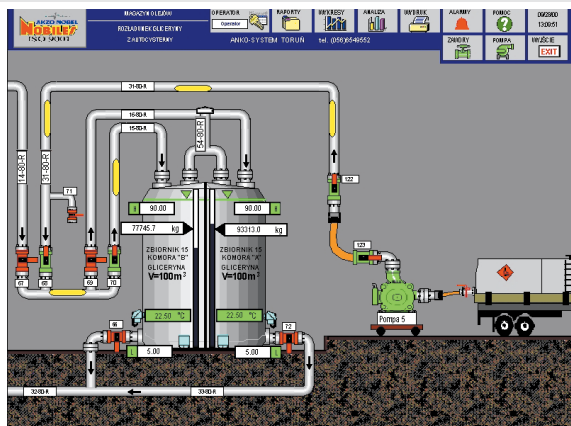 AKZO NOBEL
NOBILES
MAGAZYN OLEJÓW
ROZŁADUNEK GLICERYNY
Z AUTOCYSTERNY
OPERATOR
Operator
RAPORTY
WYKRESY
ANALIZA
WYDRUK
ANKO-SYSTEM TORUŃ tel. (056)6549552
ALARMY
POMOC
ZAWORY
POMPA
WYJŚCIE
EXIT
13:09:51
31-80-R
16-80-R
15-80-R
54-80-R
14-80-R
31-80-R
71
122
123
H 90.00
90.00 H
77745.7 kg
93313.0 kg
ZBIORNIK 15
KOMORA "B"
GLICERYNA
V=100m³
ZBIORNIK 15
KOMORA "A"
GLICERYNA
V=100m³
67
68
69
70
22.50 °C
22.50 °C
66
72
5.00 L
L 5.00
Pompa 5
32-80-R
33-80-R